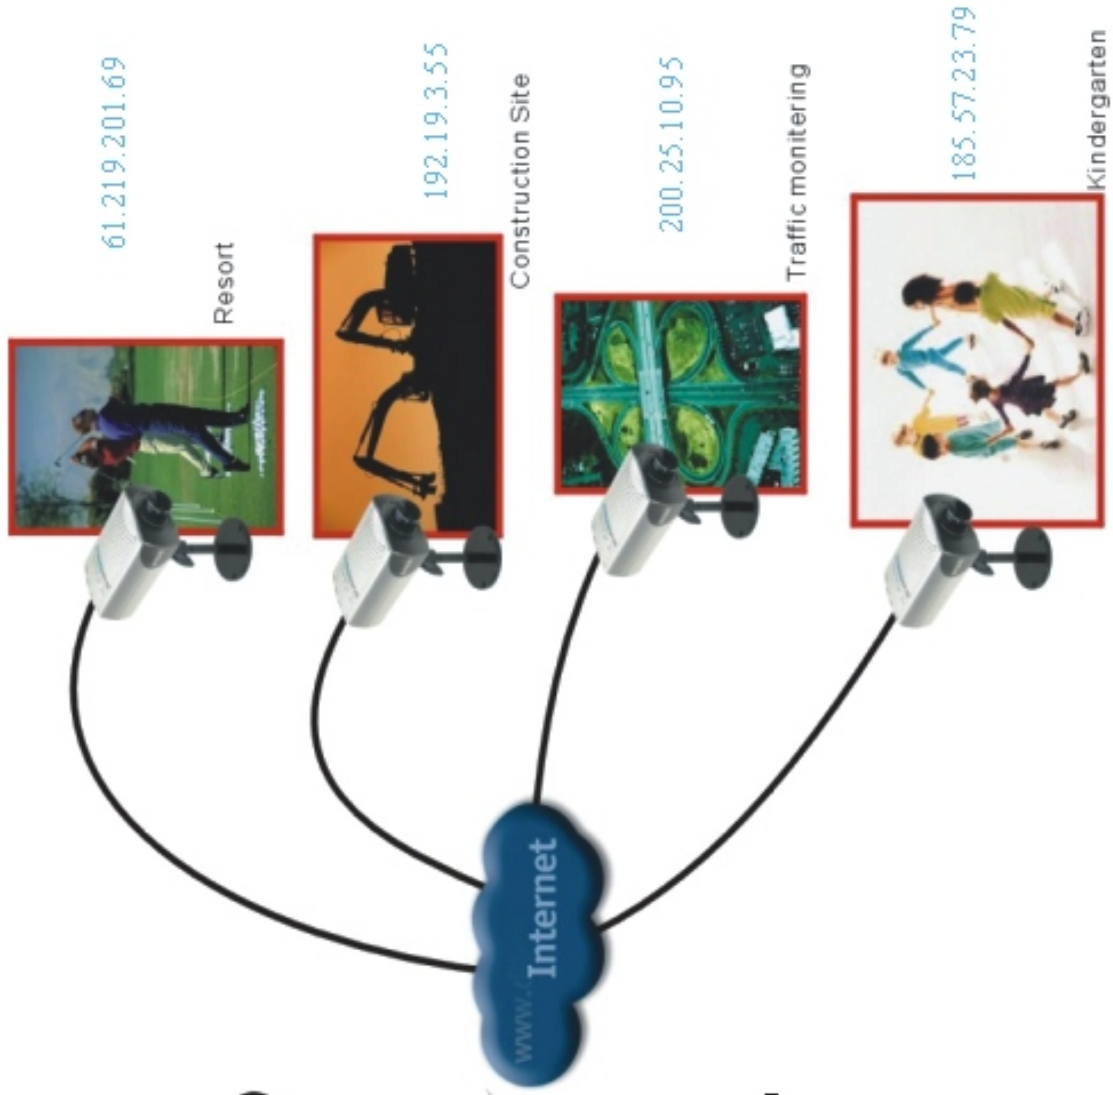 61.219.201.69
Resort
192.19.3.55
Construction Site
200.25.10.95
Traffic monitering
185.57.23.79
Kindergarten
www.
Internet